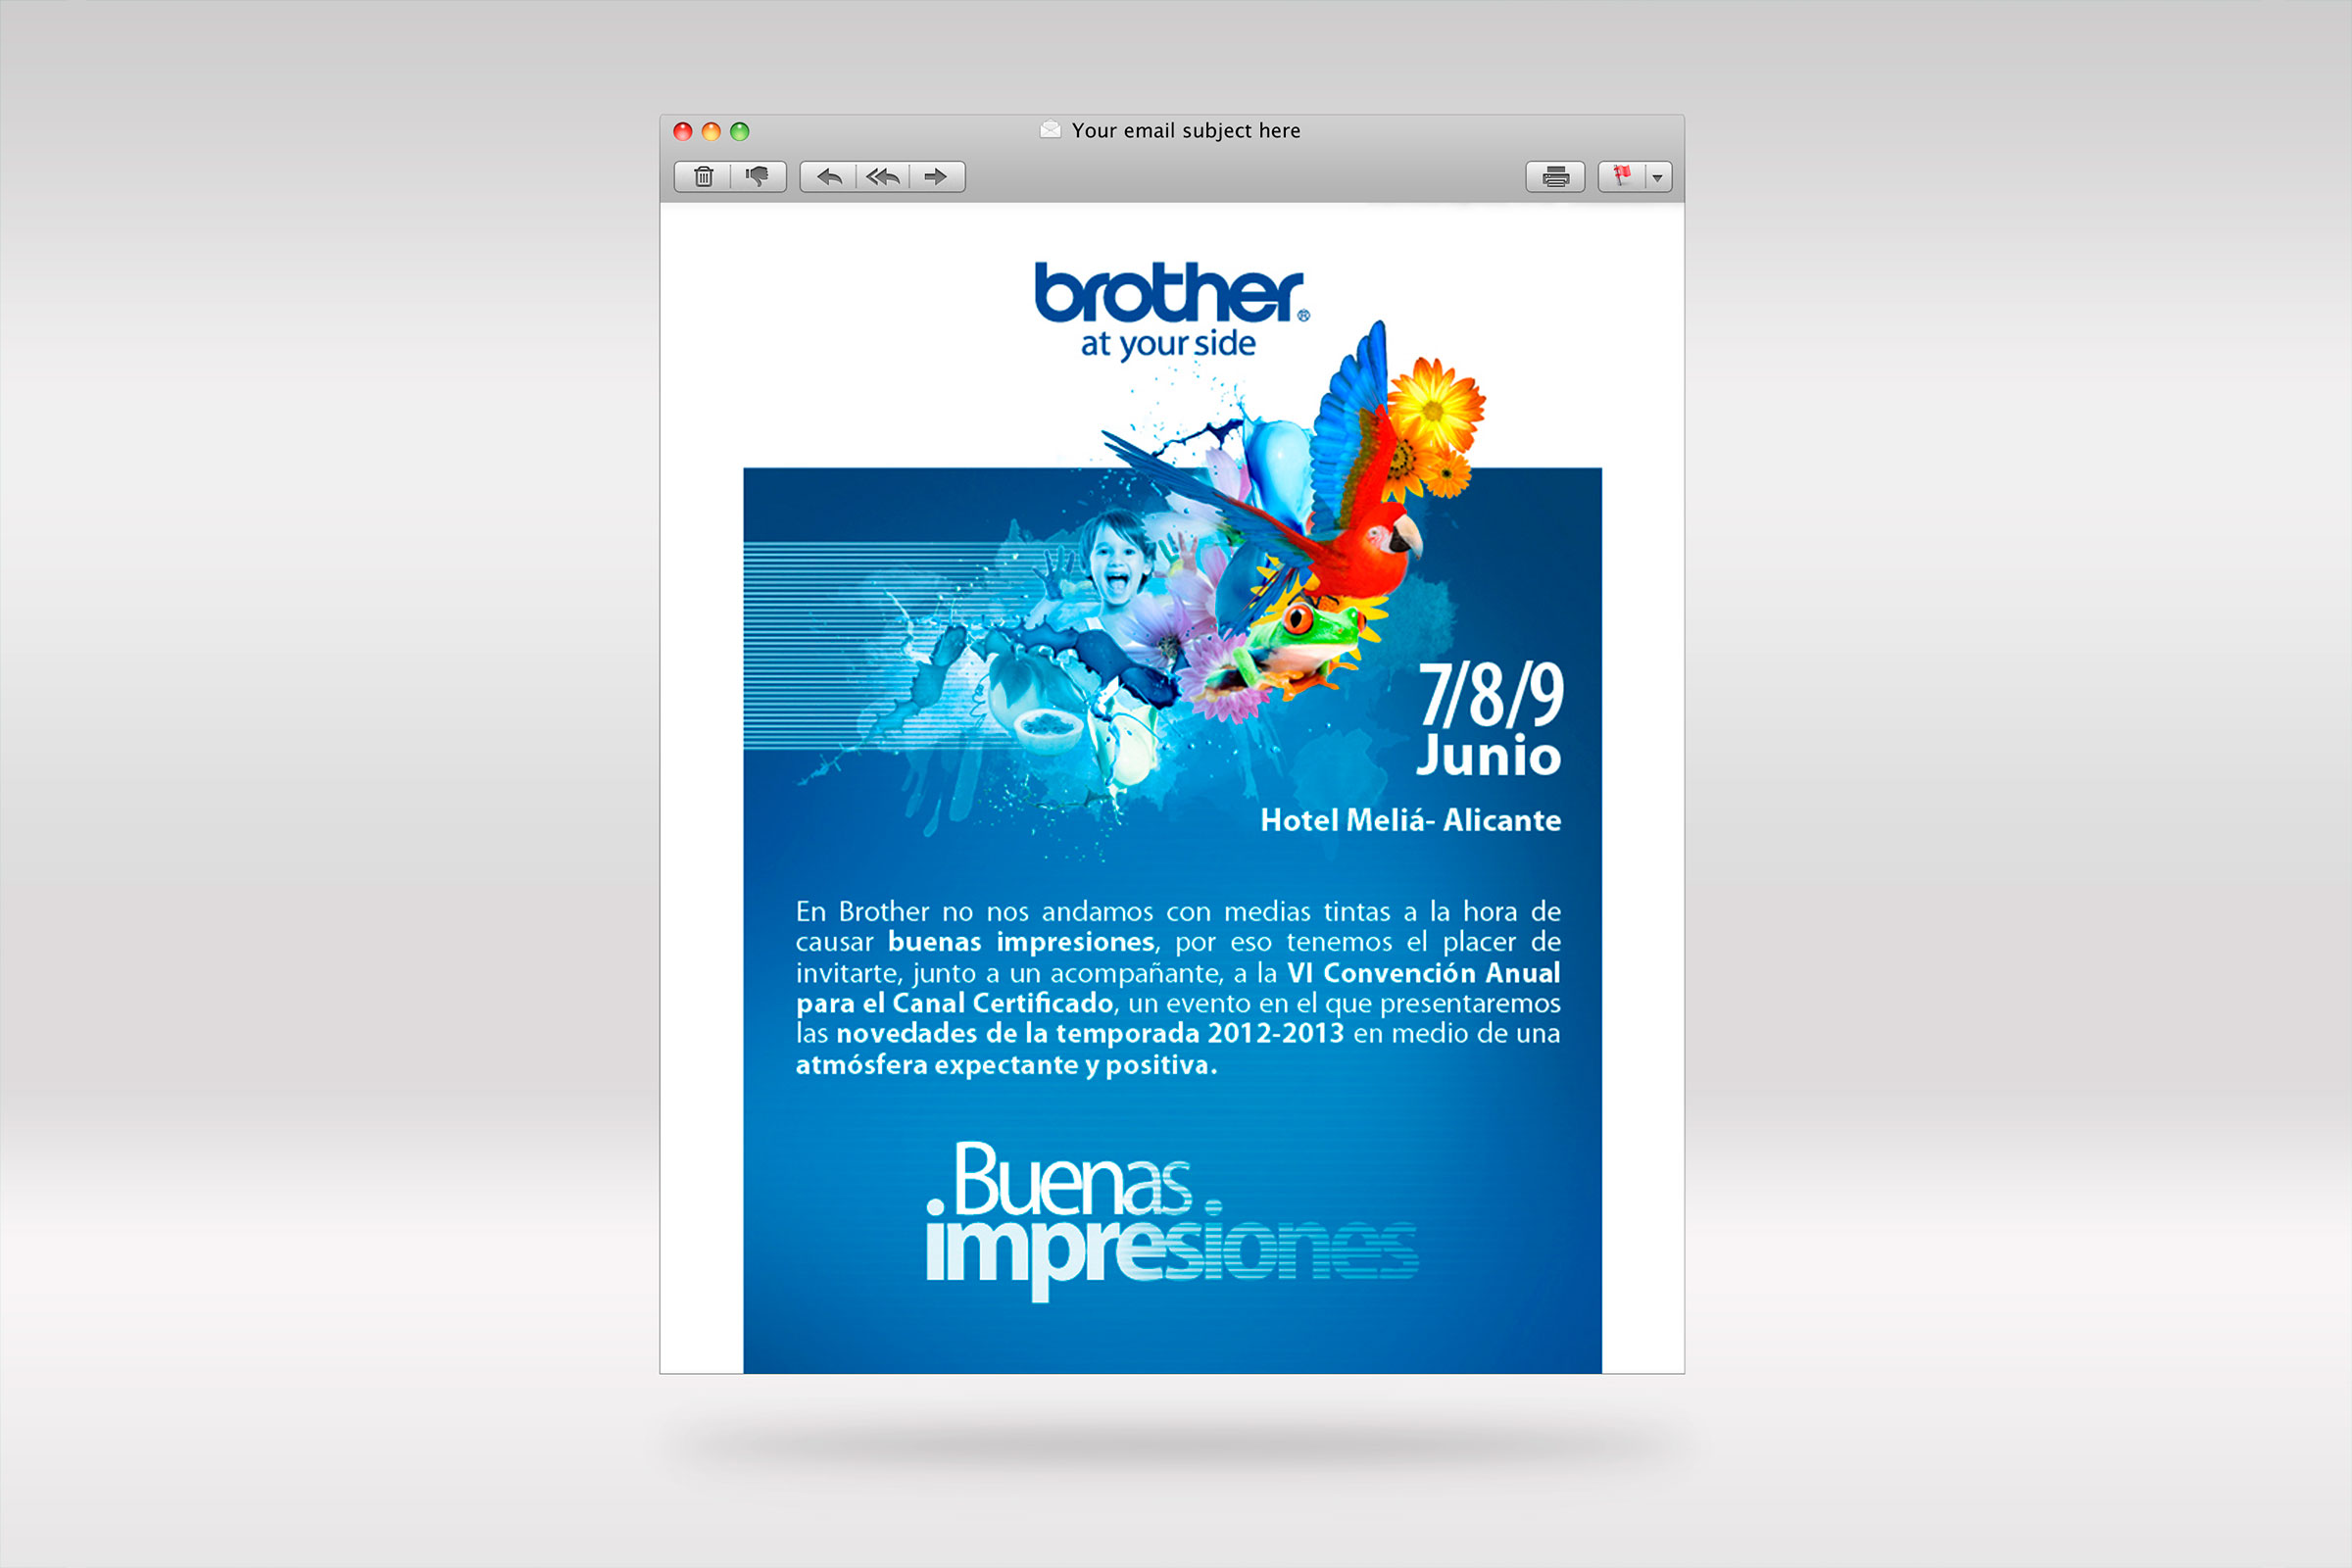 Your email subject here
brother®
at your side
7/8/9
Junio
Hotel Meliá- Alicante
En Brother no nos andamos con medias tintas a la hora de
causar buenas impresiones, por eso tenemos el placer de
invitarte, junto a un acompañante, a la VI Convención Anual
para el Canal Certificado, un evento en el que presentaremos
las novedades de la temporada 2012-2013 en medio de una
atmósfera expectante y positiva.
Buenas
impresiones